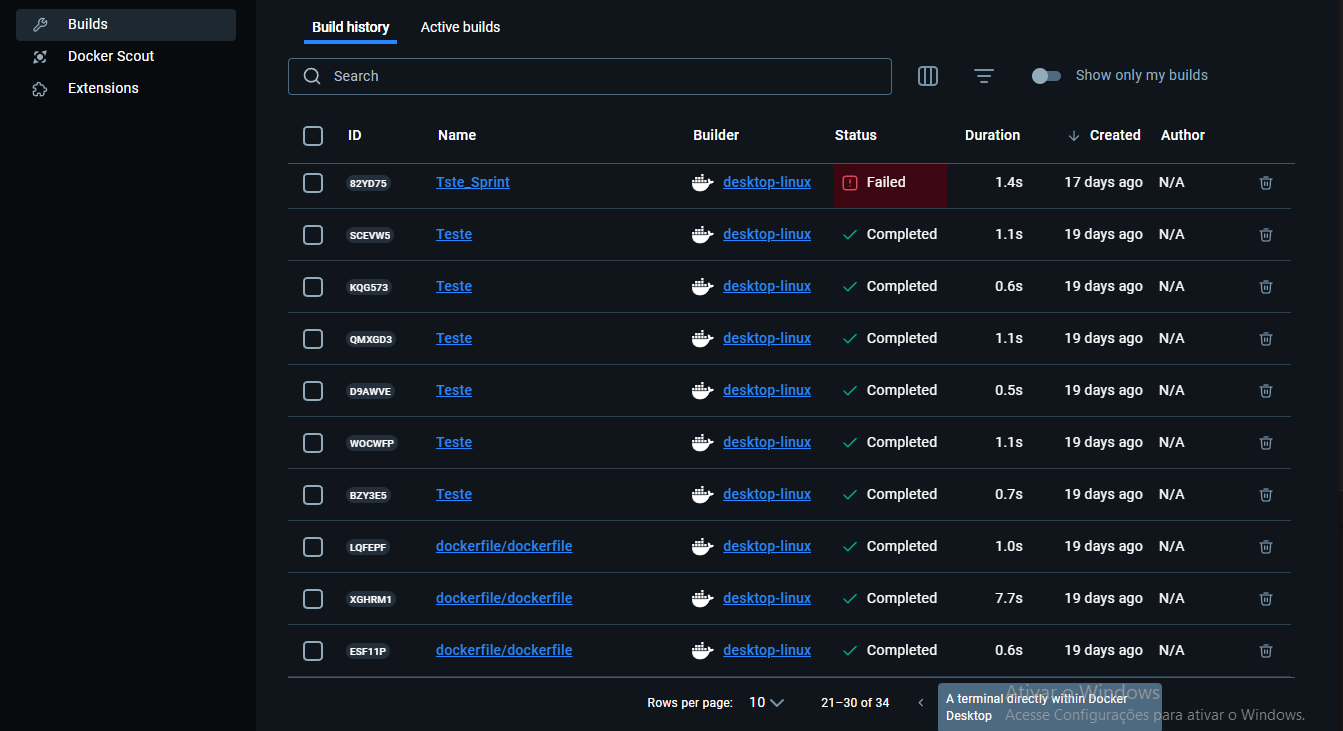 Builds
Docker Scout
Extensions
Build history Active builds
Search Show only my builds
ID Name Builder Status Duration Created Author
82YD75 Tste_Sprint desktop-linux Failed 1.4s 17 days ago N/A
SCEVW5 Teste desktop-linux Completed 1.1s 19 days ago N/A
KQG573 Teste desktop-linux Completed 0.6s 19 days ago N/A
QMXGD3 Teste desktop-linux Completed 1.1s 19 days ago N/A
D9AWVE Teste desktop-linux Completed 0.5s 19 days ago N/A
WOCWFP Teste desktop-linux Completed 1.1s 19 days ago N/A
BZY3E5 Teste desktop-linux Completed 0.7s 19 days ago N/A
LQFEPF dockerfile/dockerfile desktop-linux Completed 1.0s 19 days ago N/A
XGHRM1 dockerfile/dockerfile desktop-linux Completed 7.7s 19 days ago N/A
ESF11P dockerfile/dockerfile desktop-linux Completed 0.6s 19 days ago N/A
Rows per page: 10 21–30 of 34
A terminal directly within Docker
Desktop
Ativar o Windows
Acesse Configurações para ativar o Windows.